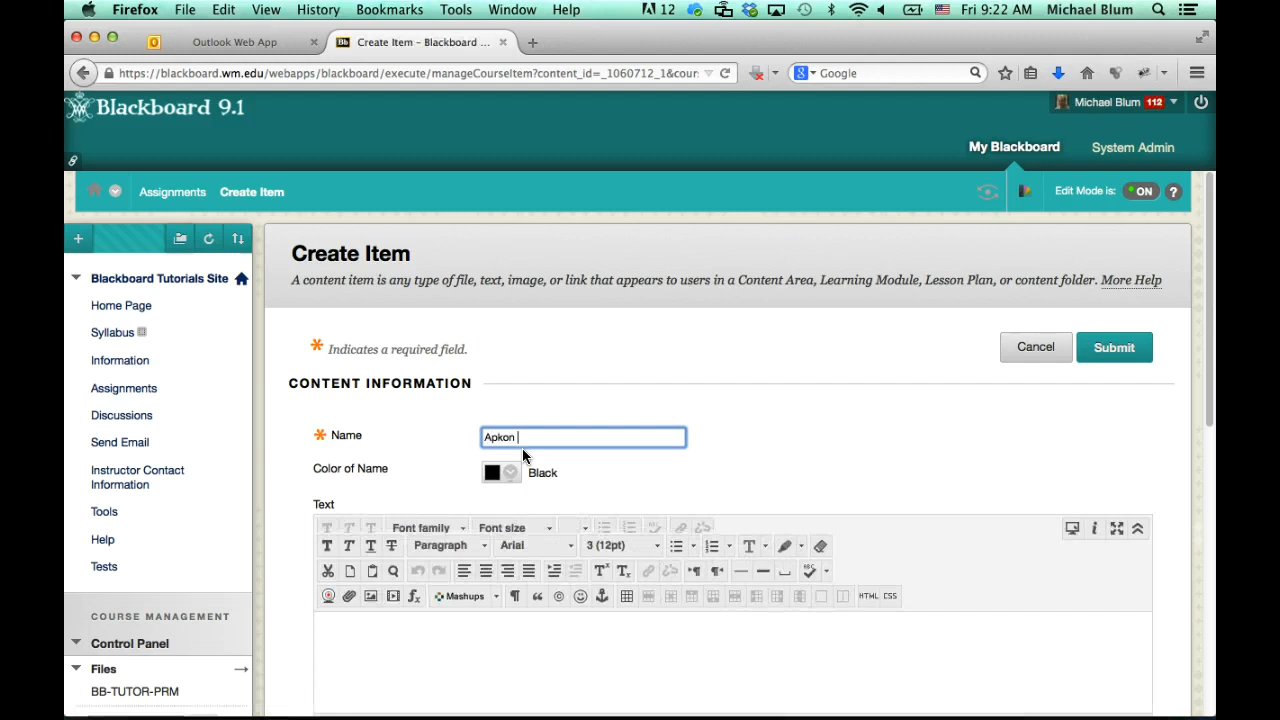 Firefox File Edit View History Bookmarks Tools Window Help 12 Fri 9:22 AM Michael Blum
Outlook Web App Bb Create Item – Blackboard ...
https://blackboard.wm.edu/webapps/blackboard/execute/manageCourseItem?content_id=_1060712_1&cour Google
Blackboard 9.1
Michael Blum 112
My Blackboard System Admin
Assignments Create Item Edit Mode is: ON ?
Create Item
A content item is any type of file, text, image, or link that appears to users in a Content Area, Learning Module, Lesson Plan, or content folder. More Help
Blackboard Tutorials Site
Home Page
Syllabus
Information
Assignments
Discussions
Send Email
Instructor Contact
Information
Tools
Help
Tests
COURSE MANAGEMENT
Control Panel
Files
BB-TUTOR-PRM
* Indicates a required field.
Cancel Submit
CONTENT INFORMATION
* Name Apkon
Color of Name Black
Text
T T T Font family Font size
T T T T Paragraph Arial 3 (12pt) T
Mashups HTML CSS